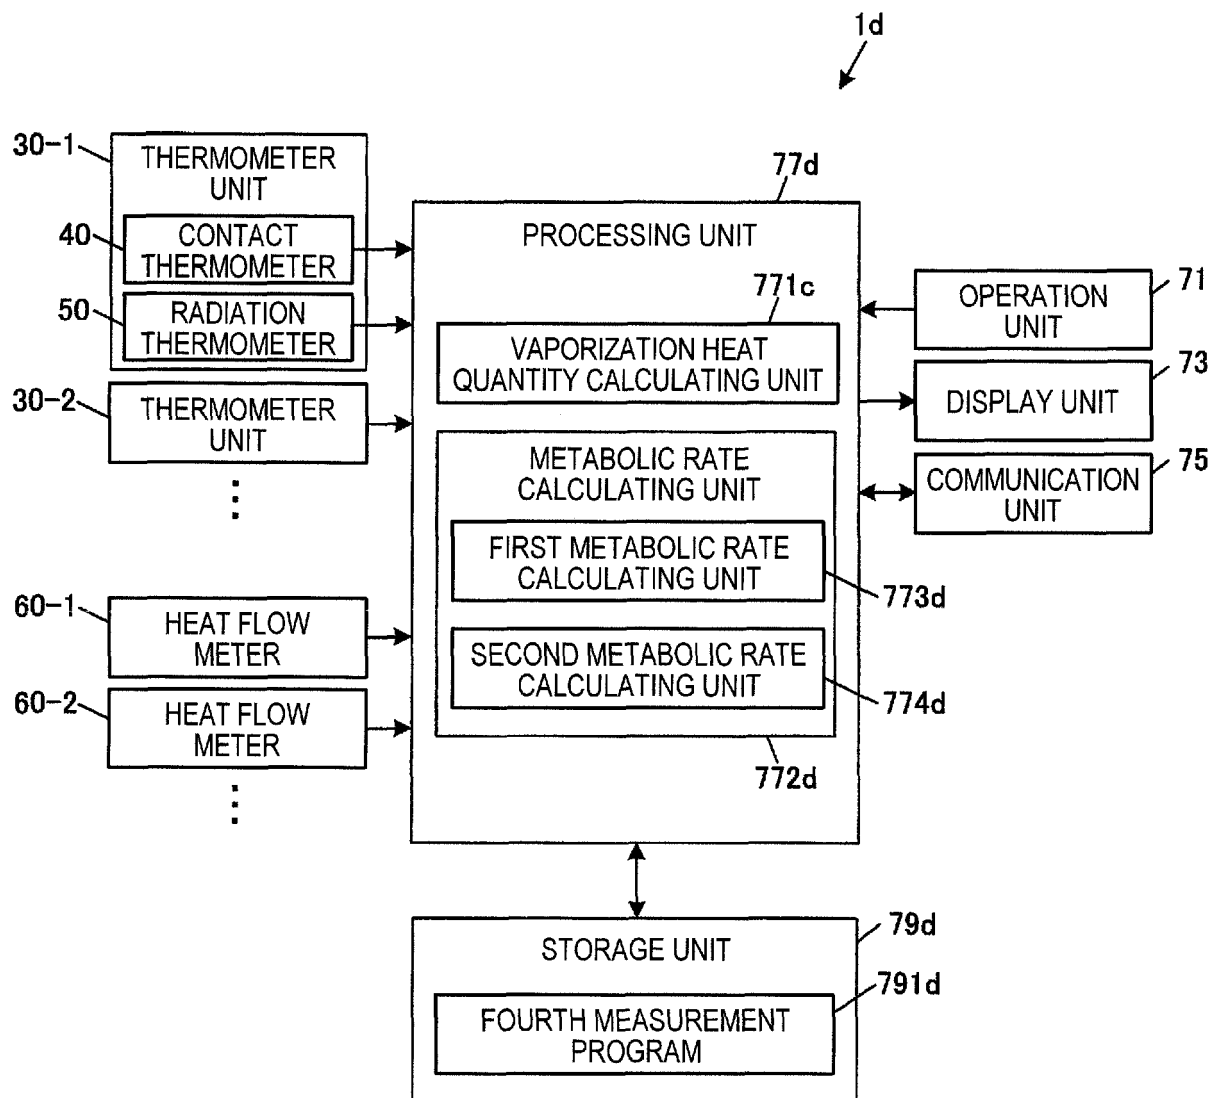 1d
30-1
THERMOMETER
UNIT
40
CONTACT
THERMOMETER
50
RADIATION
THERMOMETER
30-2
THERMOMETER
UNIT
60-1
HEAT FLOW
METER
60-2
HEAT FLOW
METER
77d
PROCESSING UNIT
771c
VAPORIZATION HEAT
QUANTITY CALCULATING UNIT
METABOLIC RATE
CALCULATING UNIT
FIRST METABOLIC RATE
CALCULATING UNIT
773d
SECOND METABOLIC RATE
CALCULATING UNIT
774d
772d
71
OPERATION
UNIT
73
DISPLAY UNIT
75
COMMUNICATION
UNIT
79d
STORAGE UNIT
791d
FOURTH MEASUREMENT
PROGRAM